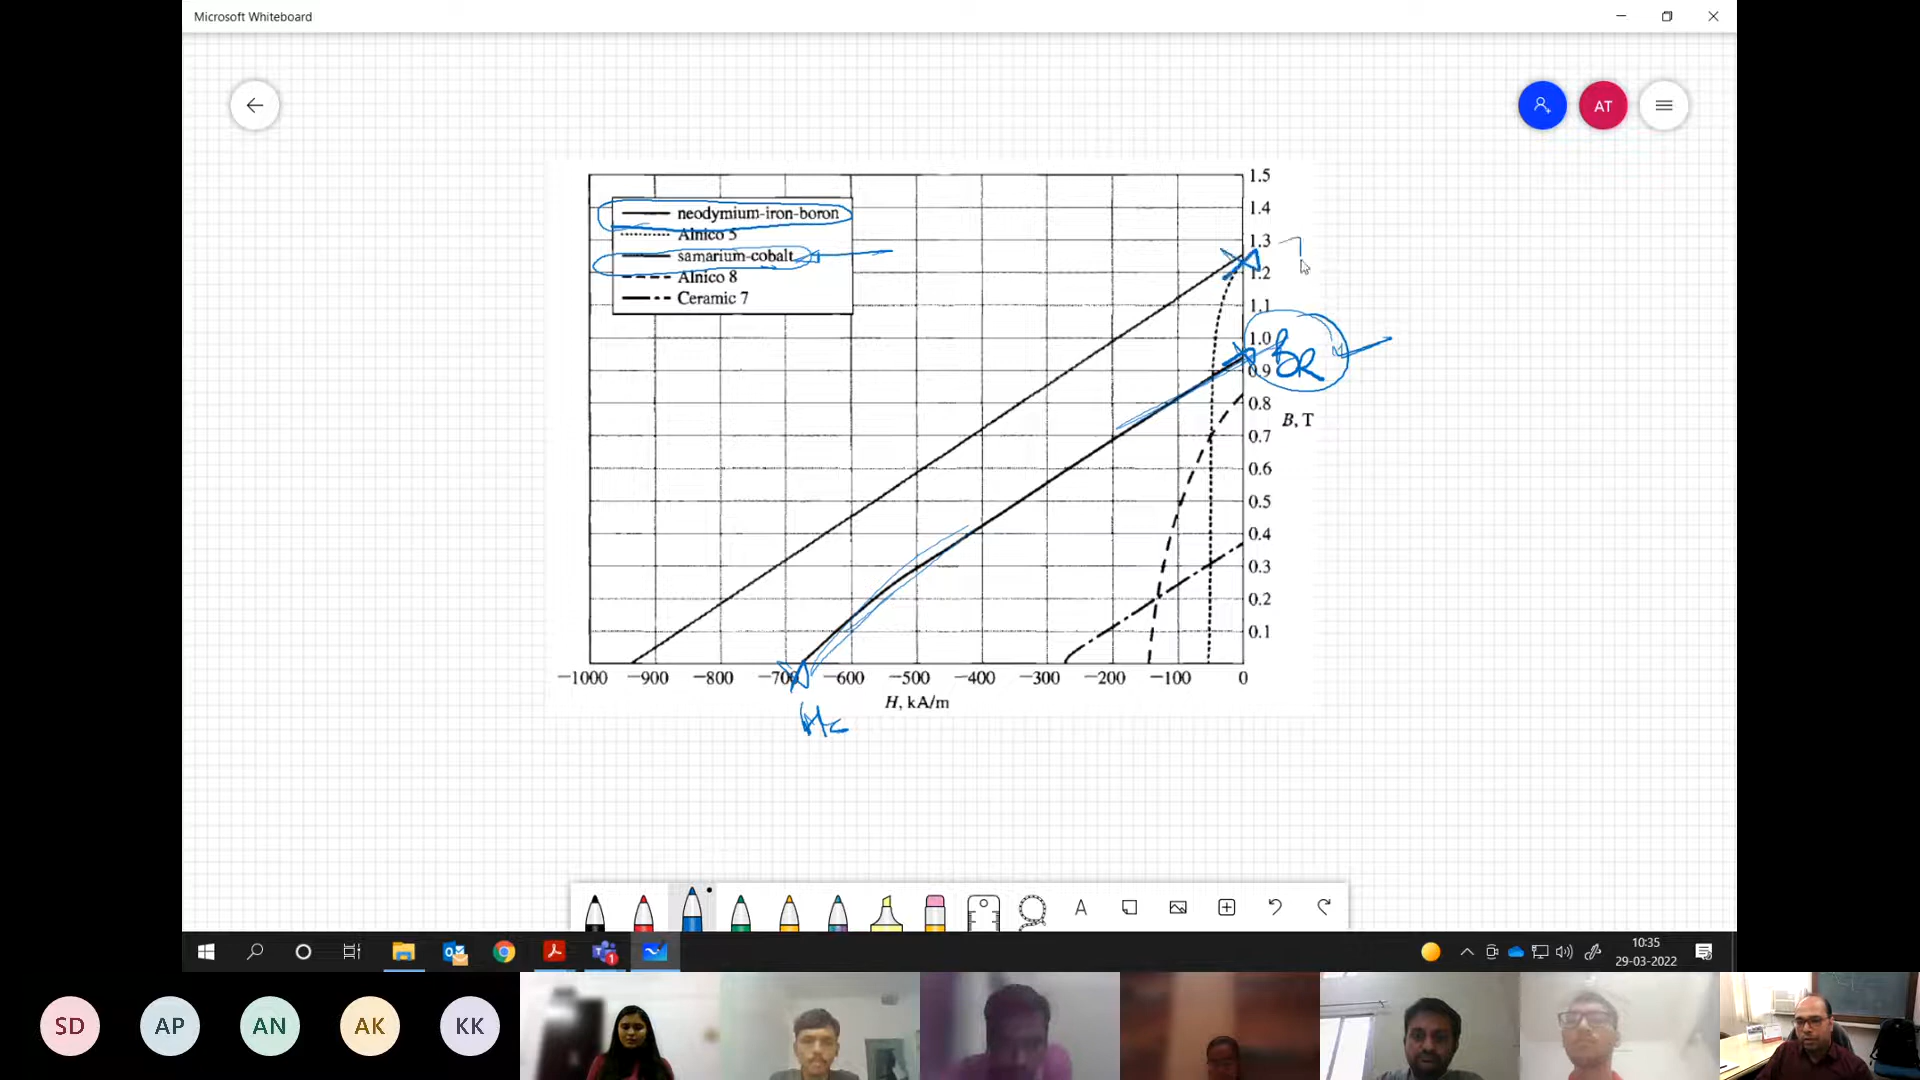 Microsoft Whiteboard
AT
neodymium-iron-boron
Alnico 5
samarium-cobalt
Alnico 8
Ceramic 7
1.5
1.4
1.3
1.2
1.1
1.0
BR
0.9
0.8
B, T
0.7
0.6
0.5
0.4
0.3
0.2
0.1
−1000 −900 −800 −700 −600 −500 −400 −300 −200 −100 0
H, kA/m
Hc
A
10:35
29-03-2022
SD AP AN AK KK